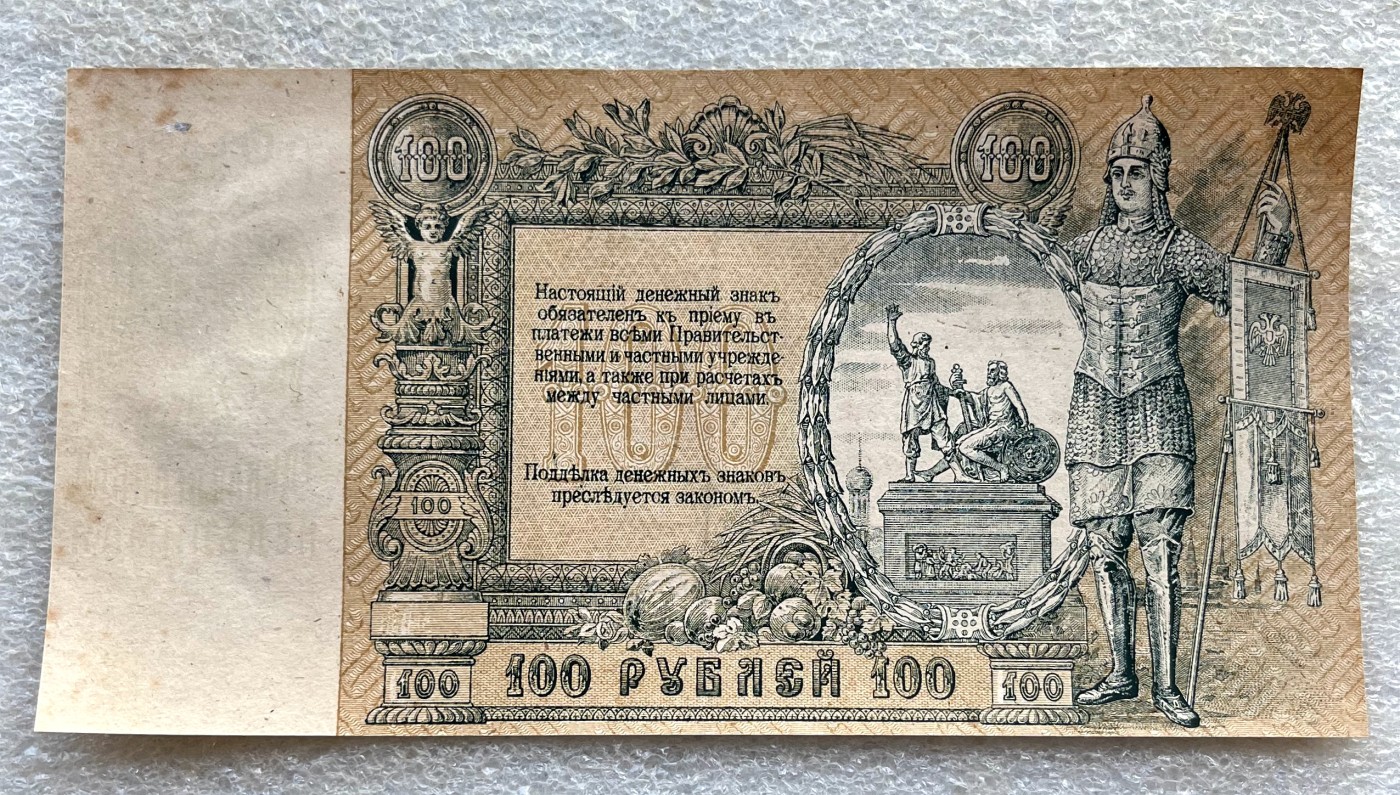 100 100
Настоящій денежный знакъ
обязателенъ къ пріему въ
платежи всѣми Правительст-
венными и частными учрежде-
ніями, а также при расчетахъ
между частными лицами.
100
Поддѣлка денежныхъ знаковъ
преслѣдуется закономъ.
100
100 100 РУБЛЕЙ 100 100